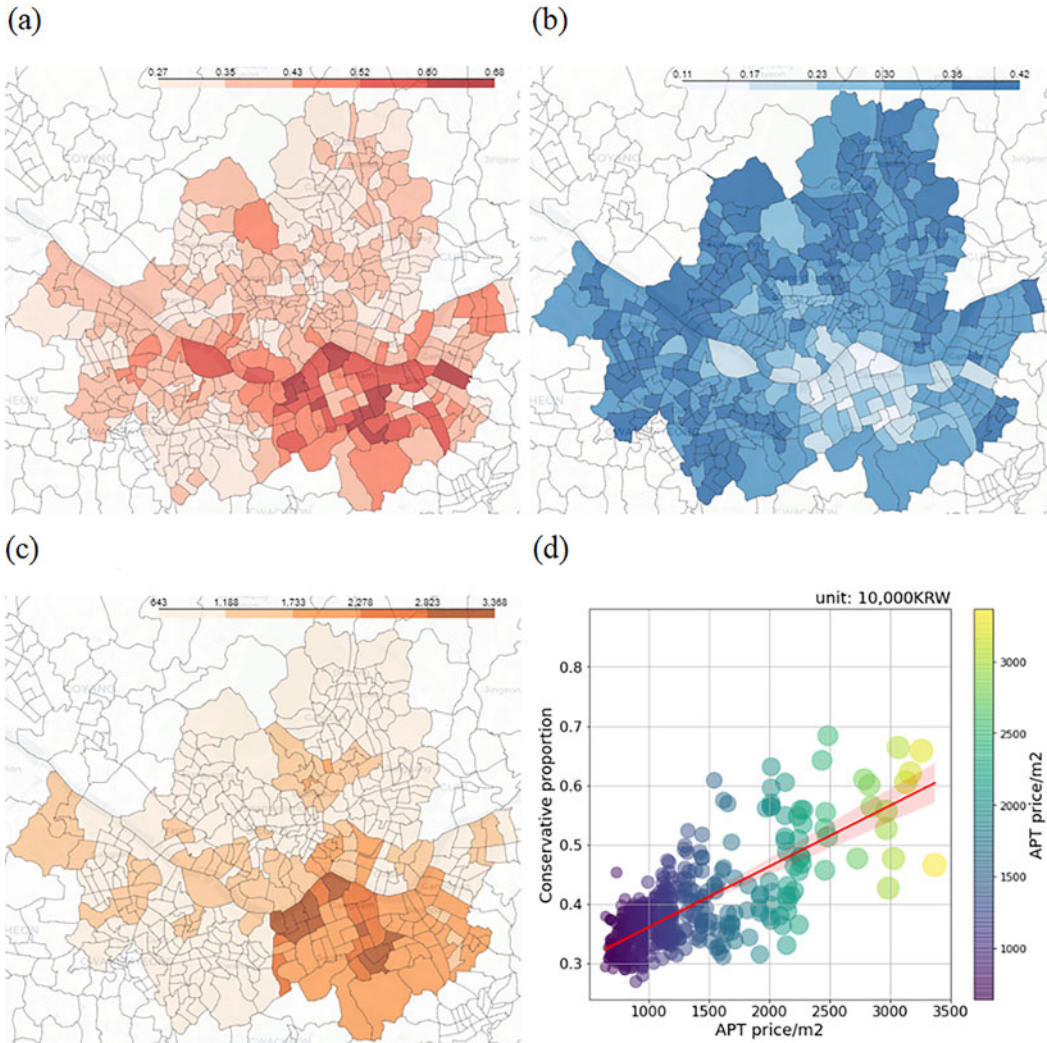 (a)
(b)
0.27 0.35 0.43 0.52 0.60 0.68
0.11 0.17 0.23 0.30 0.36 0.42
GOYANG
(c)
(d)
643 1,188 1,733 2,278 2,823 3,368
GOYANG
unit: 10,000KRW
Conservative proportion
0.8
0.7
0.6
0.5
0.4
0.3
1000 1500 2000 2500 3000 3500
APT price/m2
3000
2500
2000
1500
1000
APT price/m2